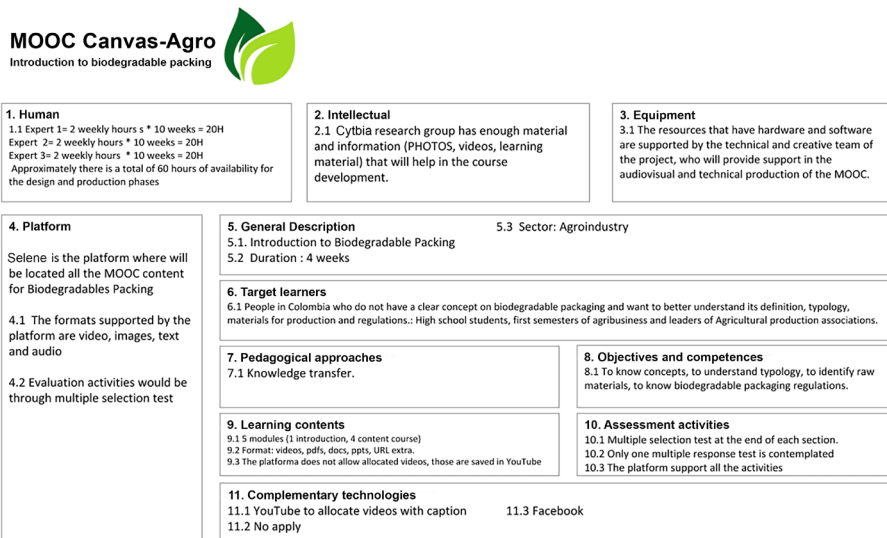 MOOC Canvas-Agro
Introduction to biodegradable packing
1. Human
1.1 Expert 1= 2 weekly hours s * 10 weeks = 20H
Expert  2= 2 weekly hours * 10 weeks = 20H
Expert 3= 2 weekly hours  * 10 weeks = 20H
Approximately there is a total of 60 hours of availability for
the design and production phases
2. Intellectual
2.1 Cytbia research group has enough material
and information (PHOTOS, videos, learning
material) that will help in the course
development.
3. Equipment
3.1 The resources that have hardware and software
are supported by the technical and creative team of
the project, who will provide support in the
audiovisual and technical production of the MOOC.
4. Platform
Selene is the platform where will
be located all the MOOC content
for Biodegradables Packing
4.1  The formats supported by the
platform are video, images, text
and audio
4.2 Evaluation activities would be
through multiple selection test
5. General Description
5.1. Introduction to Biodegradable Packing
5.2  Duration : 4 weeks
5.3  Sector: Agroindustry
6. Target learners
6.1 People in Colombia who do not have a clear concept on biodegradable packaging and want to better understand its definition, typology,
materials for production and regulations.: High school students, first semesters of agribusiness and leaders of Agricultural production associations.
7. Pedagogical approaches
7.1 Knowledge transfer.
8. Objectives and competences
8.1 To know concepts, to understand typology, to identify raw
materials, to know biodegradable packaging regulations.
9. Learning contents
9.1 5 modules (1 introduction, 4 content course)
9.2 Format: videos, pdfs, docs, ppts, URL extra.
9.3 The platforma does not allow allocated videos, those are saved in YouTube
10. Assessment activities
10.1 Multiple selection test at the end of each section.
10.2 Only one multiple response test is contemplated
10.3 The platform support all the activities
11. Complementary technologies
11.1 YouTube to allocate videos with caption
11.2 No apply
11.3 Facebook